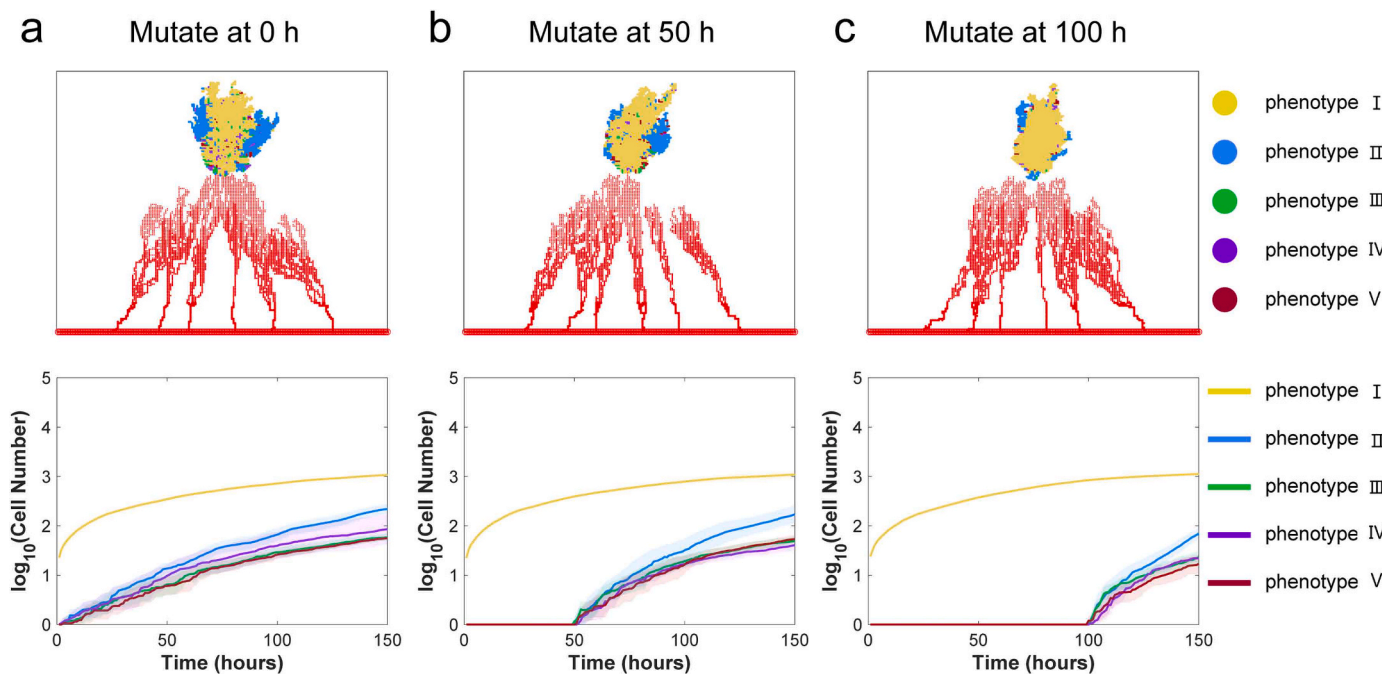 a Mutate at 0 h
b Mutate at 50 h
c Mutate at 100 h
phenotype Ⅰ
phenotype Ⅱ
phenotype Ⅲ
phenotype Ⅳ
phenotype Ⅴ
5
4
3
2
1
0
log10(Cell Number)
0 50 100 150
Time (hours)
5
4
3
2
1
0
log10(Cell Number)
0 50 100 150
Time (hours)
5
4
3
2
1
0
log10(Cell Number)
0 50 100 150
Time (hours)
phenotype Ⅰ
phenotype Ⅱ
phenotype Ⅲ
phenotype Ⅳ
phenotype Ⅴ